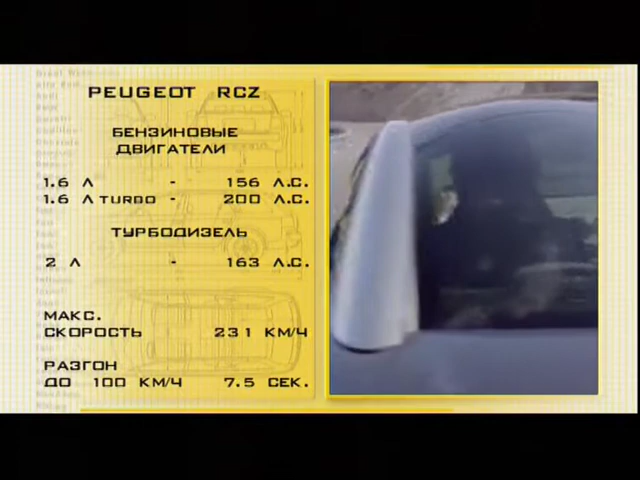 PEUGEOT RCZ
БЕНЗИНОВЫЕ
ДВИГАТЕЛИ
1.6 Л - 156 Л.С.
1.6 Л TURBO - 200 Л.С.
ТУРБОДИЗЕЛЬ
2 Л - 163 Л.С.
МАКС.
СКОРОСТЬ 231 КМ/Ч
РАЗГОН
ДО 100 КМ/Ч 7.5 СЕК.